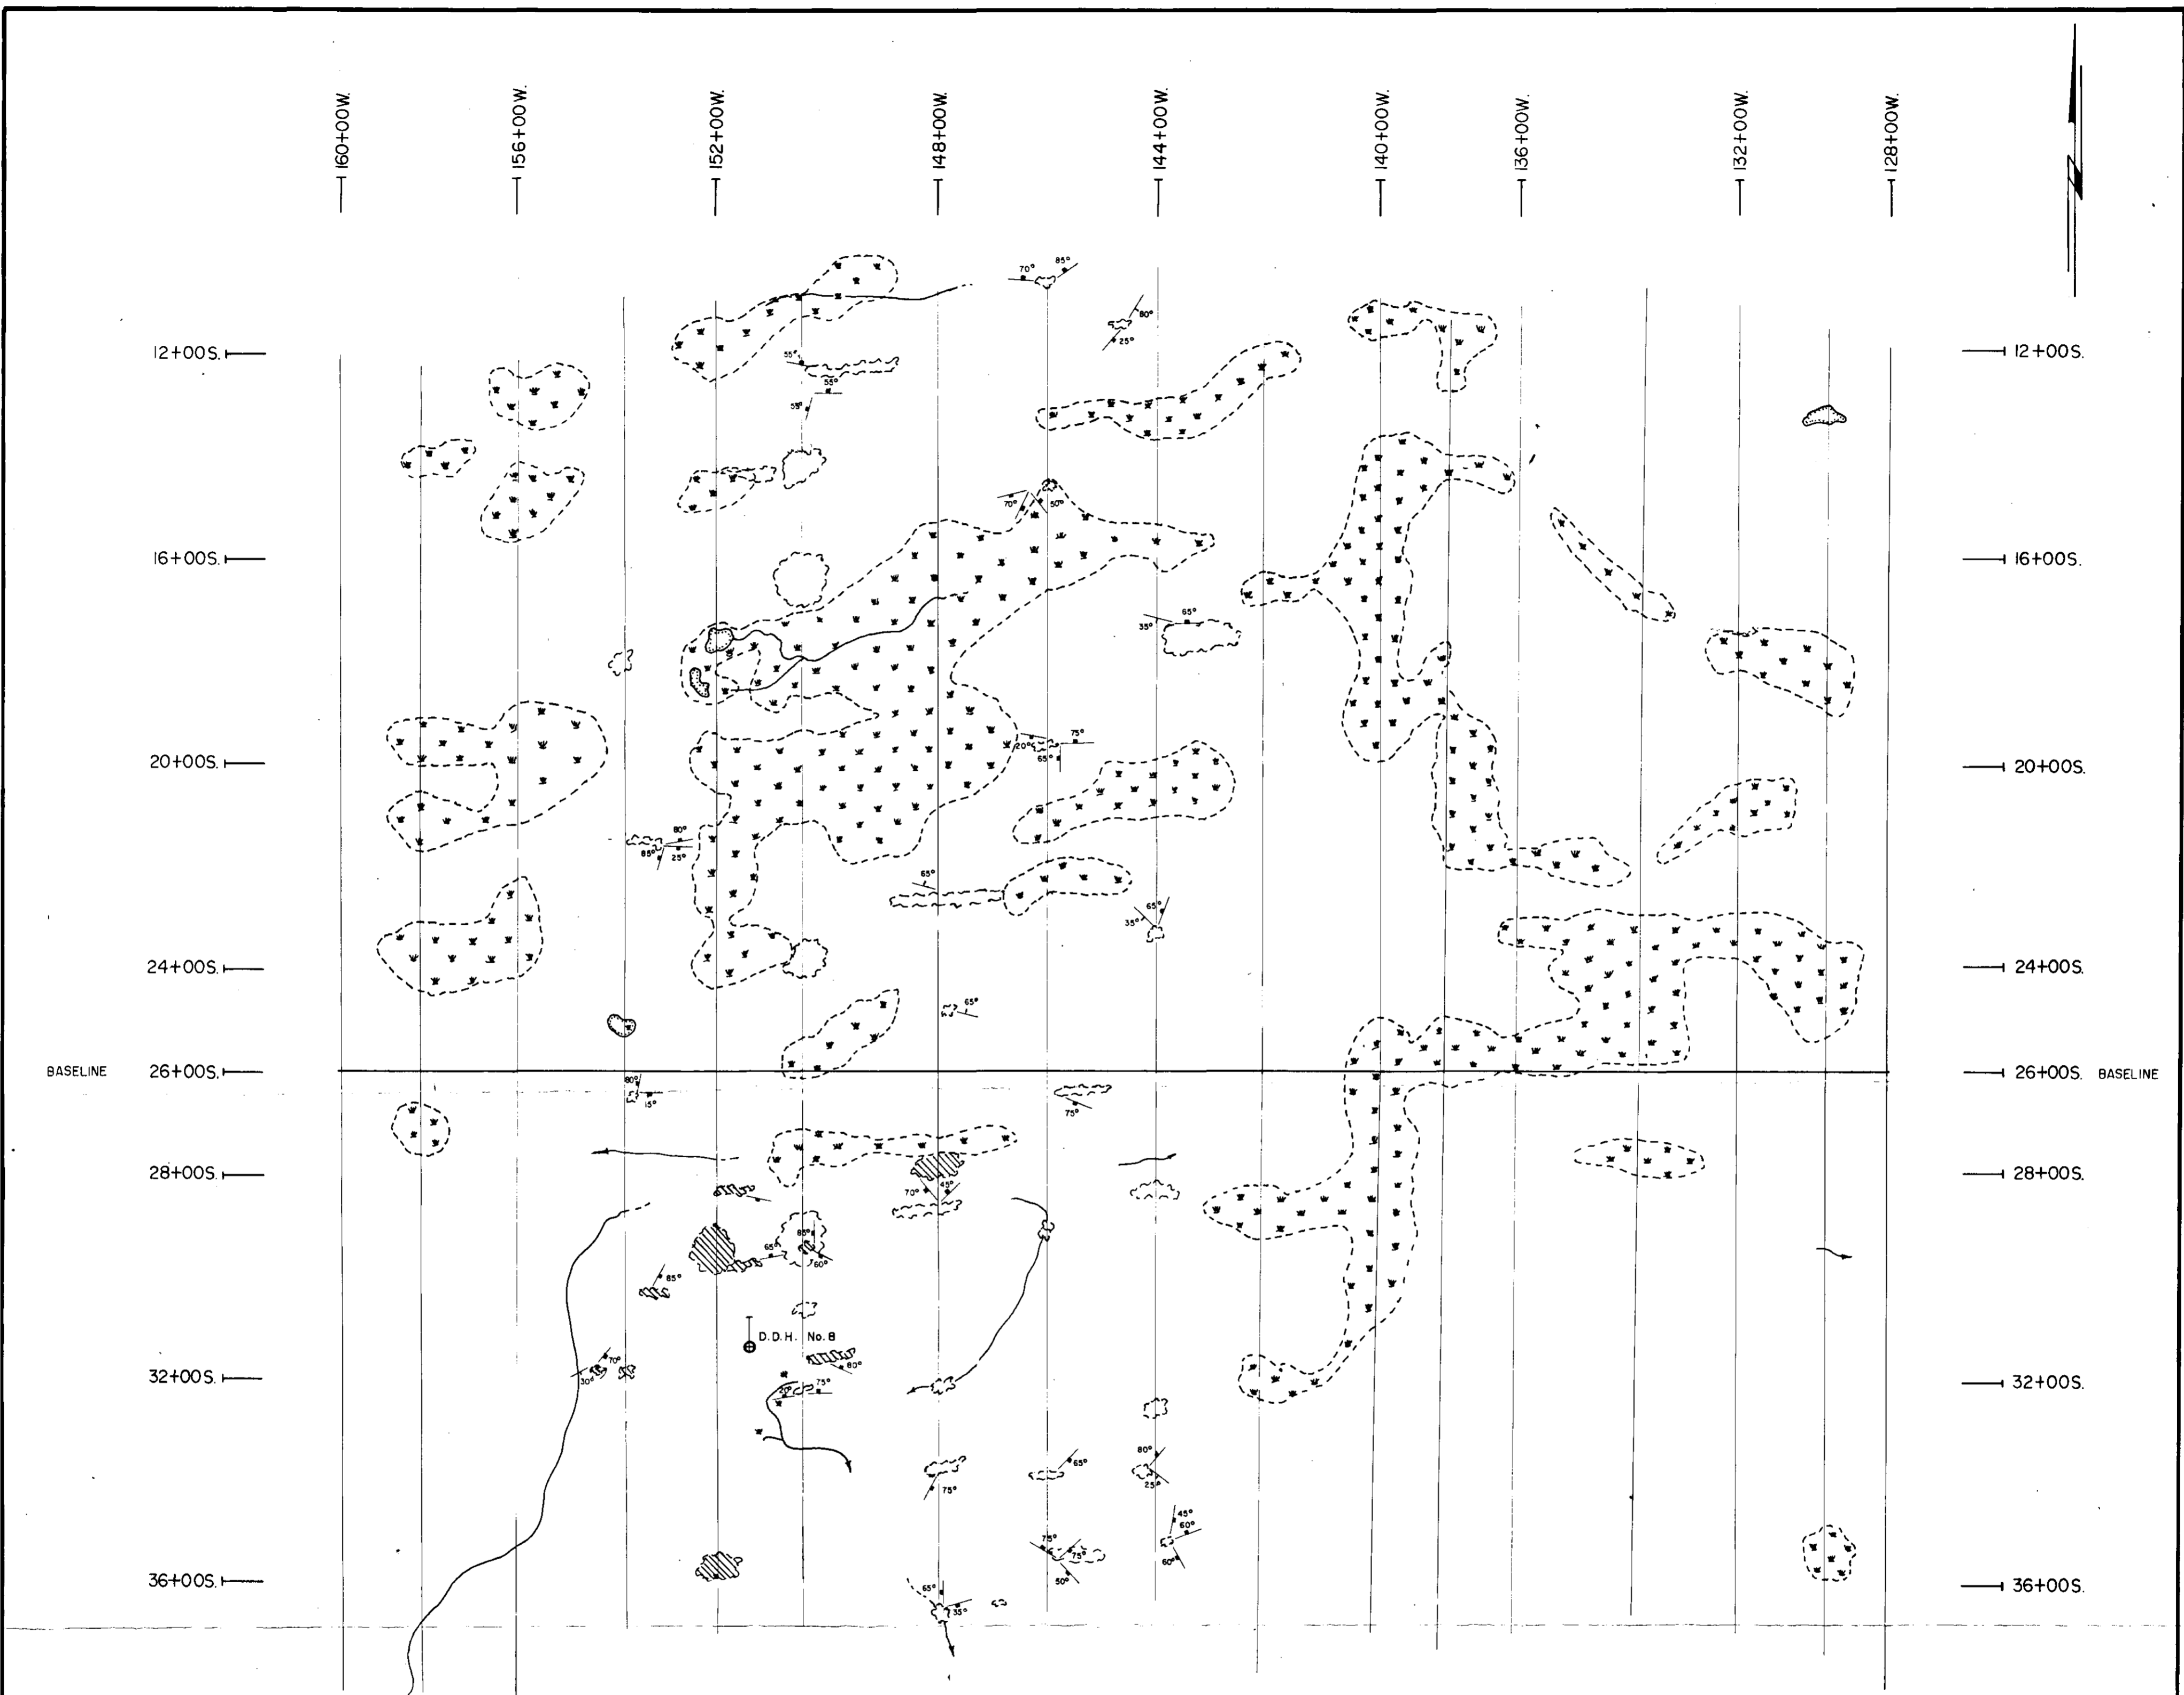 160+00W.
156+00W.
152+00W.
148+00W.
144+00W.
140+00W.
136+00W.
132+00W.
128+00W.
N
70° 85°
80°
25°
12+00S. 12+00S.
55°
55°
55°
70° 50°
16+00S. 16+00S.
65°
35°
20° 75°
65°
20+00S. 20+00S.
80°
85° 25°
65°
65°
35°
24+00S. 24+00S.
65°
BASELINE 26+00S. 26+00S. BASELINE
80°
15°
75°
28+00S. 28+00S.
70° 45°
85°
65°
60°
85°
D.D.H. No. 8
70°
80°
30°
32+00S. 32+00S.
75°
80°
65°
25°
75°
45°
60°
75°
75°
60°
50°
36+00S. 36+00S.
65°
35°